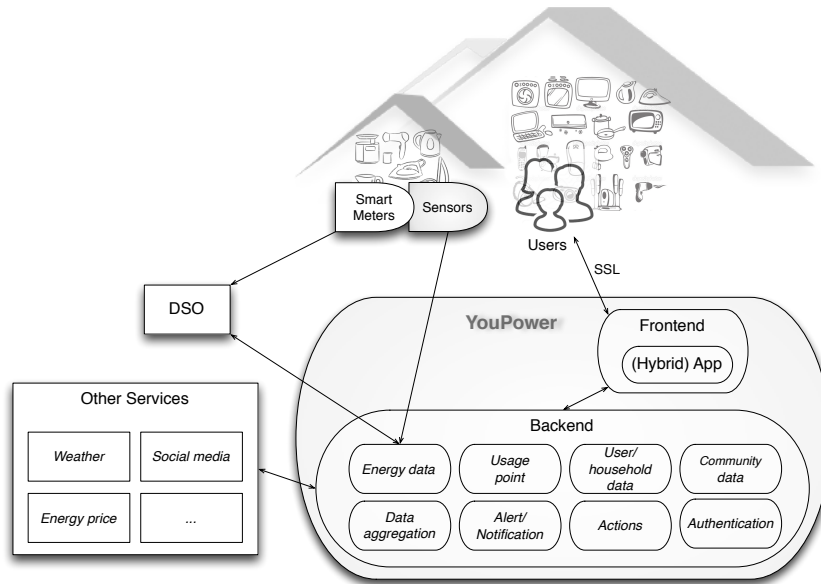 Smart
Meters
Sensors
Users
SSL
DSO
YouPower
Frontend
(Hybrid) App
Other Services
Weather
Social media
Energy price
...
Backend
Energy data
Usage
point
User/
household
data
Community
data
Data
aggregation
Alert/
Notification
Actions
Authentication